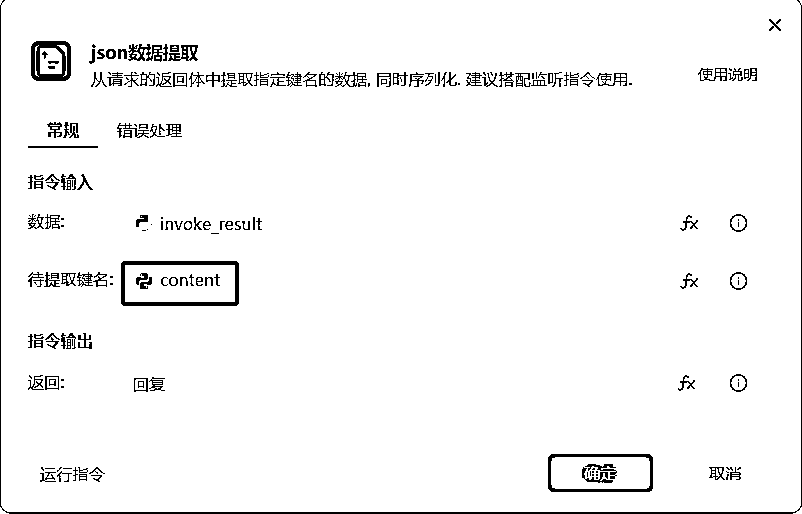 json数据提取
从请求的返回体中提取指定键名的数据, 同时序列化. 建议搭配监听指令使用.
使用说明
常规 错误处理
指令输入
数据: invoke_result fx
待提取键名: content fx
指令输出
返回: 回复 fx
运行指令 确定 取消